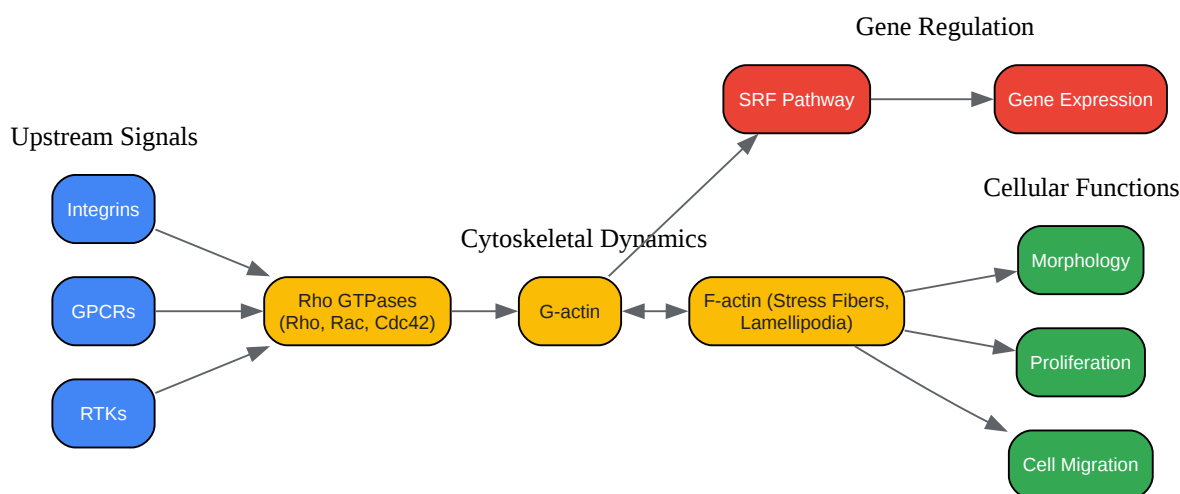 Gene Regulation
SRF Pathway
Gene Expression
Upstream Signals
Integrins
GPCRs
RTKs
Rho GTPases
(Rho, Rac, Cdc42)
Cytoskeletal Dynamics
G-actin
F-actin (Stress Fibers,
Lamellipodia)
Cellular Functions
Morphology
Proliferation
Cell Migration